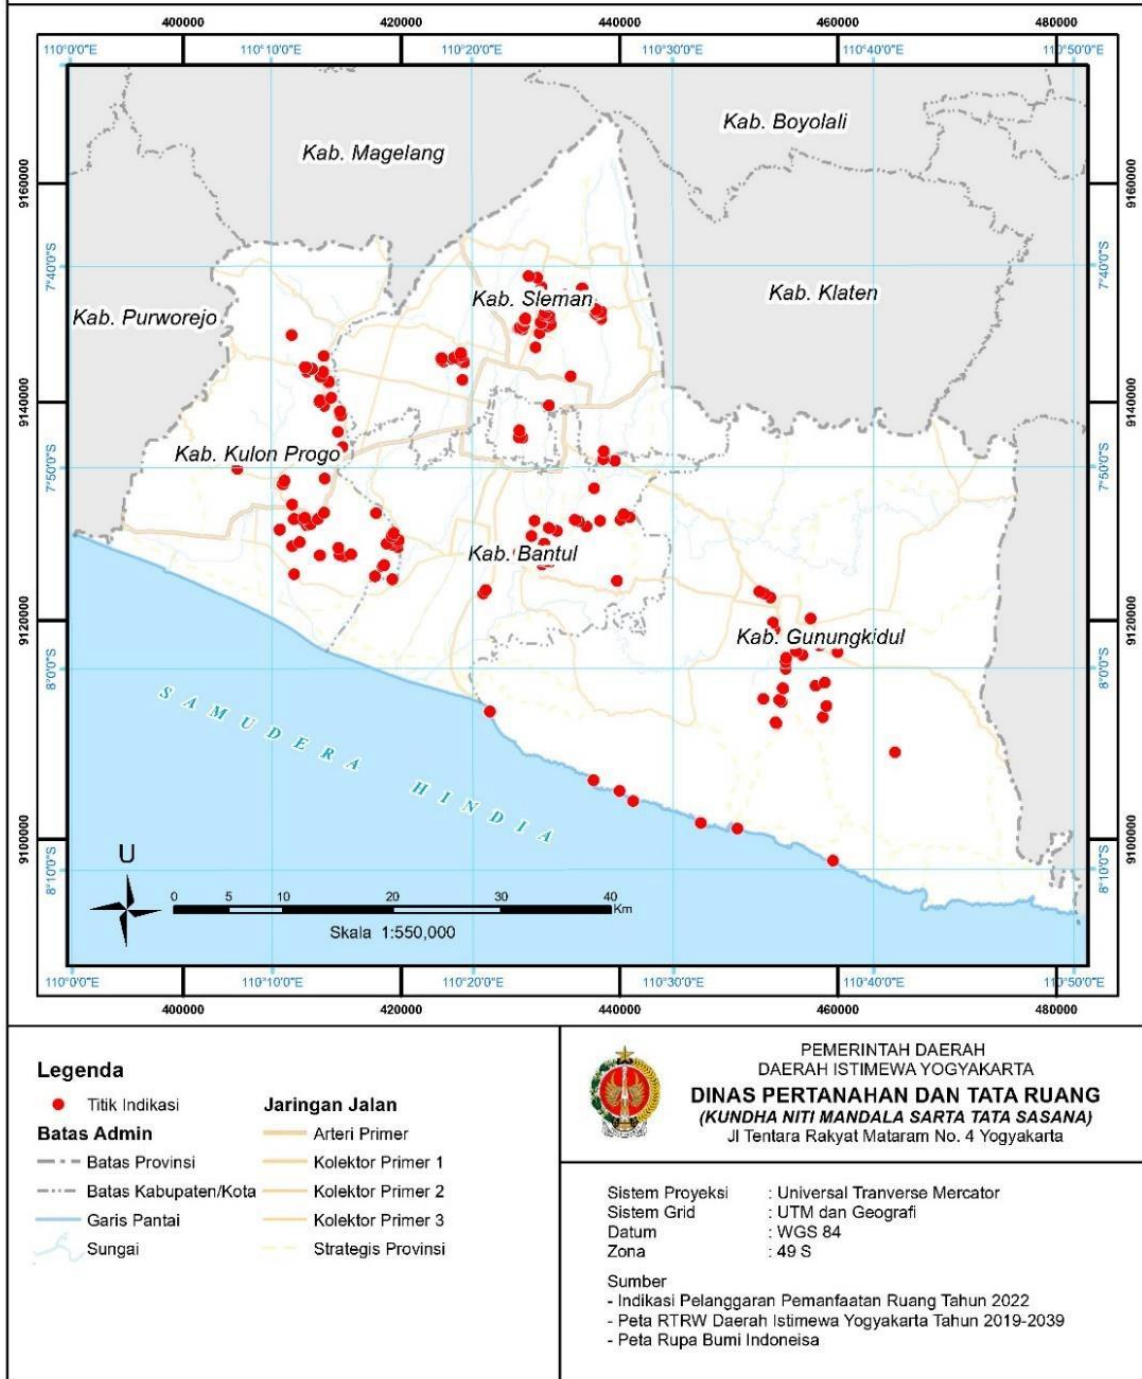 400000 420000 440000 460000 480000
110°0'0"E 110°10'0"E 110°20'0"E 110°30'0"E 110°40'0"E 110°50'0"E
Kab. Boyolali
Kab. Magelang
9160000 9160000
7°40'0"S 7°40'0"S
Kab. Sleman
Kab. Klaten
Kab. Purworejo
9140000 9140000
Kab. Kulon Progo
7°50'0"S 7°50'0"S
Kab. Bantul
9120000 9120000
Kab. Gunungkidul
8°0'0"S 8°0'0"S
SAMUDERA HINDIA
9100000 9100000
U
8°10'0"S 8°10'0"S
0 5 10 20 30 40
Km
Skala 1:550,000
110°0'0"E 110°10'0"E 110°20'0"E 110°30'0"E 110°40'0"E 110°50'0"E
400000 420000 440000 460000 480000
Legenda
Titik Indikasi
Batas Admin
Batas Provinsi
Batas Kabupaten/Kota
Garis Pantai
Sungai
Jaringan Jalan
Arteri Primer
Kolektor Primer 1
Kolektor Primer 2
Kolektor Primer 3
Strategis Provinsi
PEMERINTAH DAERAH
DAERAH ISTIMEWA YOGYAKARTA
DINAS PERTANAHAN DAN TATA RUANG
(KUNDHA NITI MANDALA SARTA TATA SASANA)
Jl Tentara Rakyat Mataram No. 4 Yogyakarta
Sistem Proyeksi : Universal Tranverse Mercator
Sistem Grid : UTM dan Geografi
Datum : WGS 84
Zona : 49 S
Sumber
- Indikasi Pelanggaran Pemanfaatan Ruang Tahun 2022
- Peta RTRW Daerah Istimewa Yogyakarta Tahun 2019-2039
- Peta Rupa Bumi Indoneisa